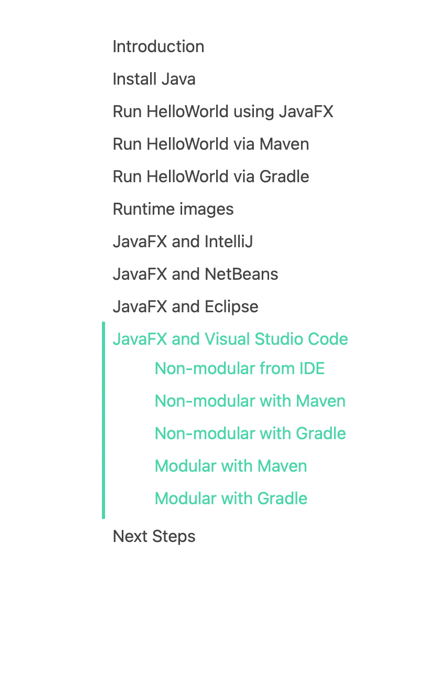 Introduction
Install Java
Run HelloWorld using JavaFX
Run HelloWorld via Maven
Run HelloWorld via Gradle
Runtime images
JavaFX and IntelliJ
JavaFX and NetBeans
JavaFX and Eclipse
JavaFX and Visual Studio Code
Non-modular from IDE
Non-modular with Maven
Non-modular with Gradle
Modular with Maven
Modular with Gradle
Next Steps